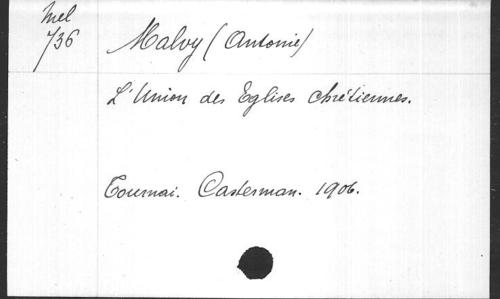 Mel
736
Malvy (Antonie)
L'Union des Eglises chrétiennes.
Tournai. Casterman. 1906.